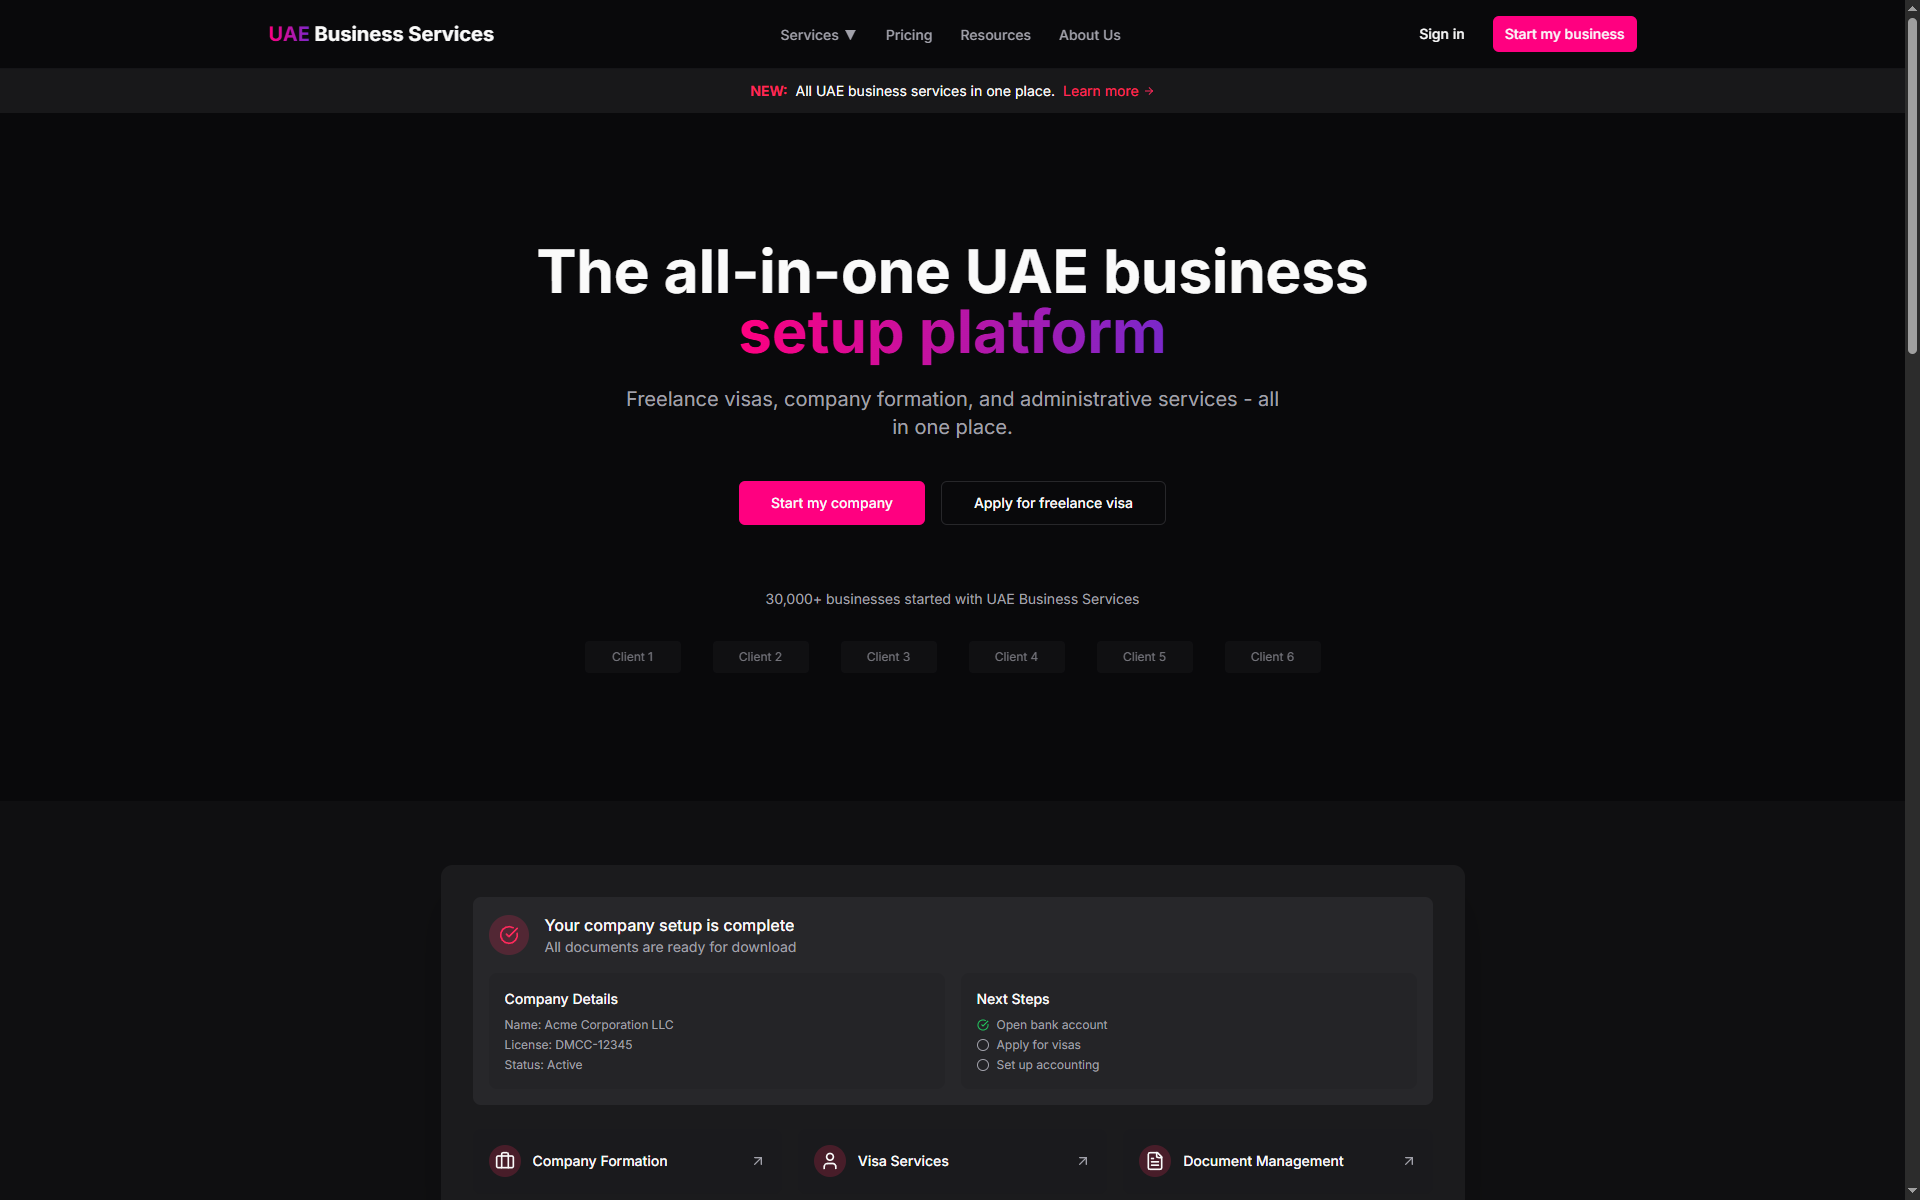 UAE Business Services
Services ▼
Pricing
Resources
About Us
Sign in
Start my business
NEW: All UAE business services in one place. Learn more →
The all-in-one UAE business
setup platform
Freelance visas, company formation, and administrative services - all
in one place.
Start my company
Apply for freelance visa
30,000+ businesses started with UAE Business Services
Client 1
Client 2
Client 3
Client 4
Client 5
Client 6
Your company setup is complete
All documents are ready for download
Company Details
Name: Acme Corporation LLC
License: DMCC-12345
Status: Active
Next Steps
Open bank account
Apply for visas
Set up accounting
Company Formation
Visa Services
Document Management